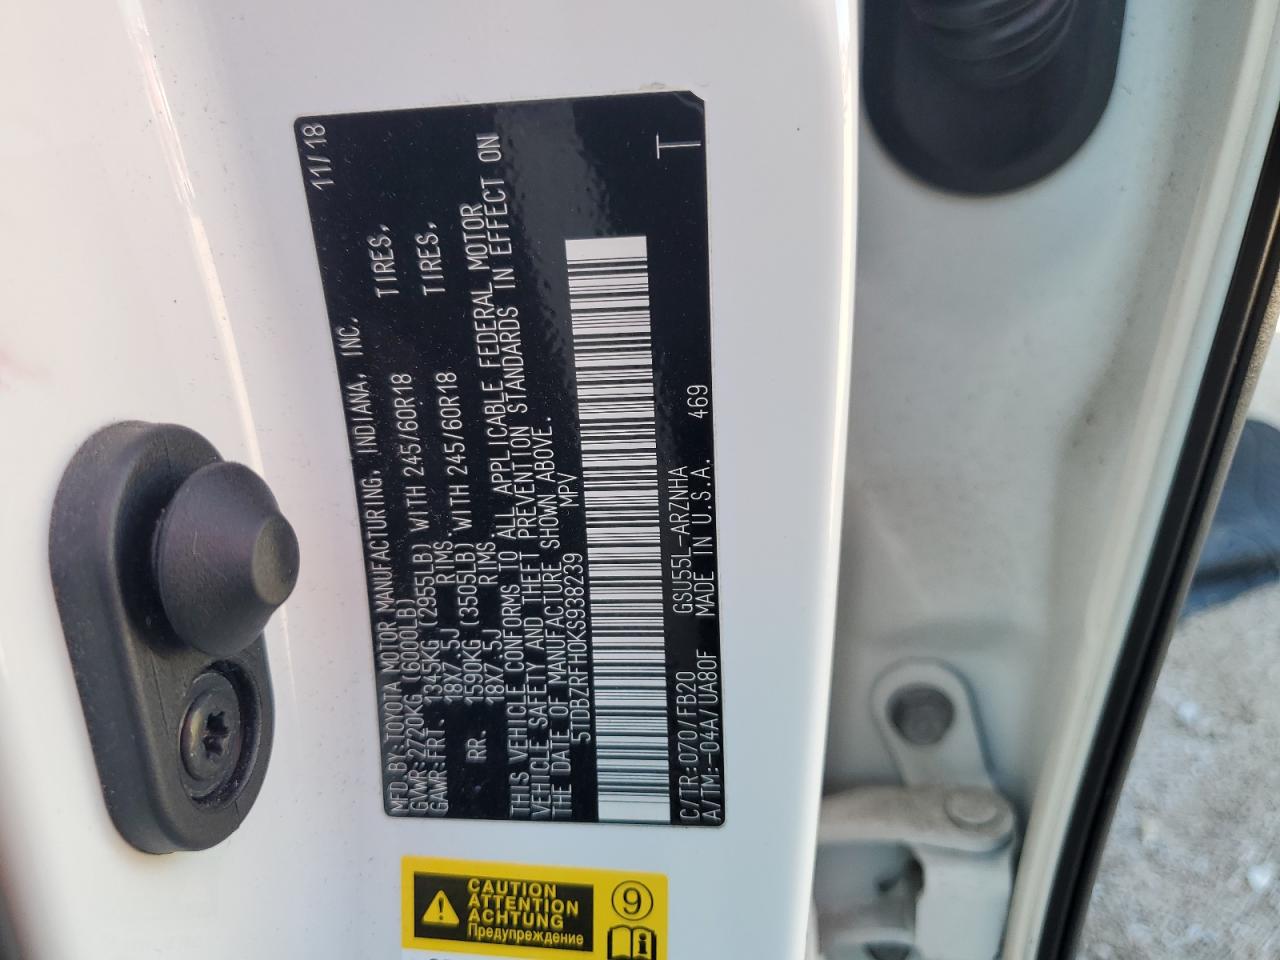 MFD.BY:TOYOTA MOTOR MANUFACTURING, INDIANA, INC. 11/18
GVWR:2720KG (6000LB)
GAWR:FRT. 1345KG (2955LB) WITH 245/60R18 TIRES,
18X7.5J RIMS.
RR. 1590KG (3505LB) WITH 245/60R18 TIRES,
18X7.5J RIMS.
THIS VEHICLE CONFORMS TO ALL APPLICABLE FEDERAL MOTOR
VEHICLE SAFETY AND THEFT PREVENTION STANDARDS IN EFFECT ON
THE DATE OF MANUFACTURE SHOWN ABOVE.
5TDBZRFH0KS938239 MPV
C/TR:070/FB20 GSU55L-ARZNHA
A/TM:-04A/UA80F MADE IN U.S.A. 469
T
CAUTION
ATTENTION
ACHTUNG
Предупреждение
9
i